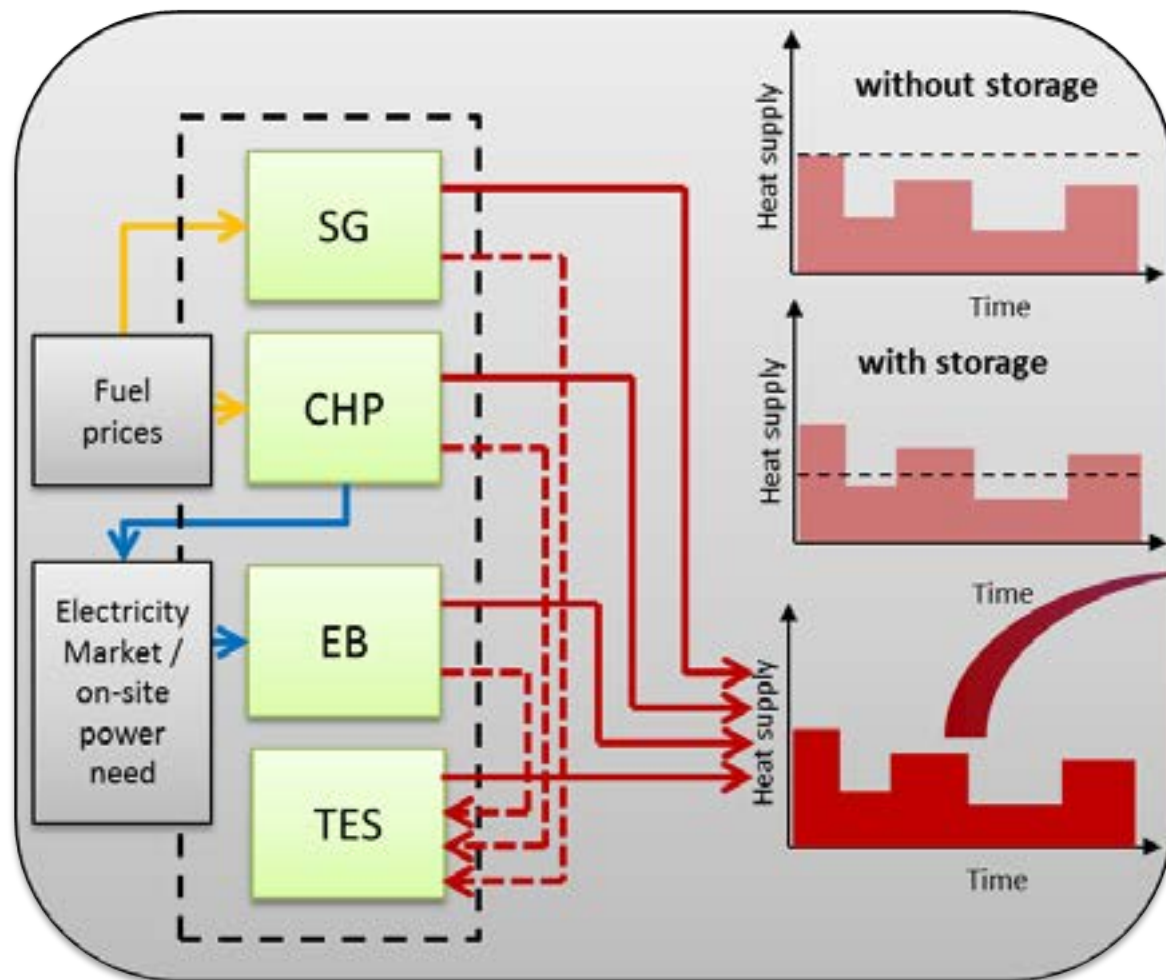 SG
Fuel
prices
CHP
Electricity
Market /
on-site
power
need
EB
TES
without storage
Heat supply
Time
with storage
Heat supply
Time
Heat supply
Time